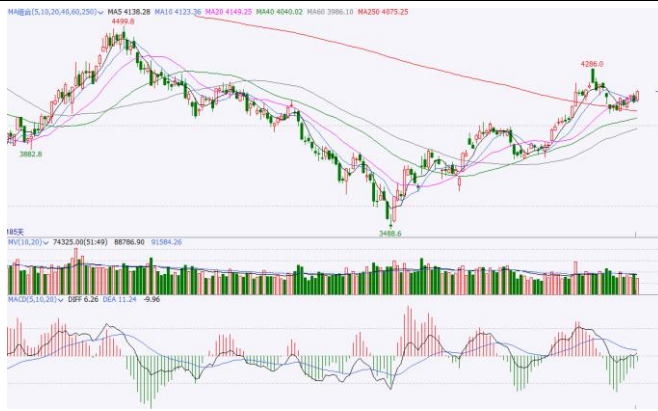 MA组合(5,10,20,40,60,250) MA5 4138.28 MA10 4123.36 MA20 4149.25 MA40 4040.02 MA60 3986.10 MA250 4075.25
4499.8
4286.0
3882.8
3488.6
185天
MV(10,20) 74325.00(51:49) 88786.90 91584.26
MACD(5,10,20) DIFF 6.26 DEA 11.24 -9.96